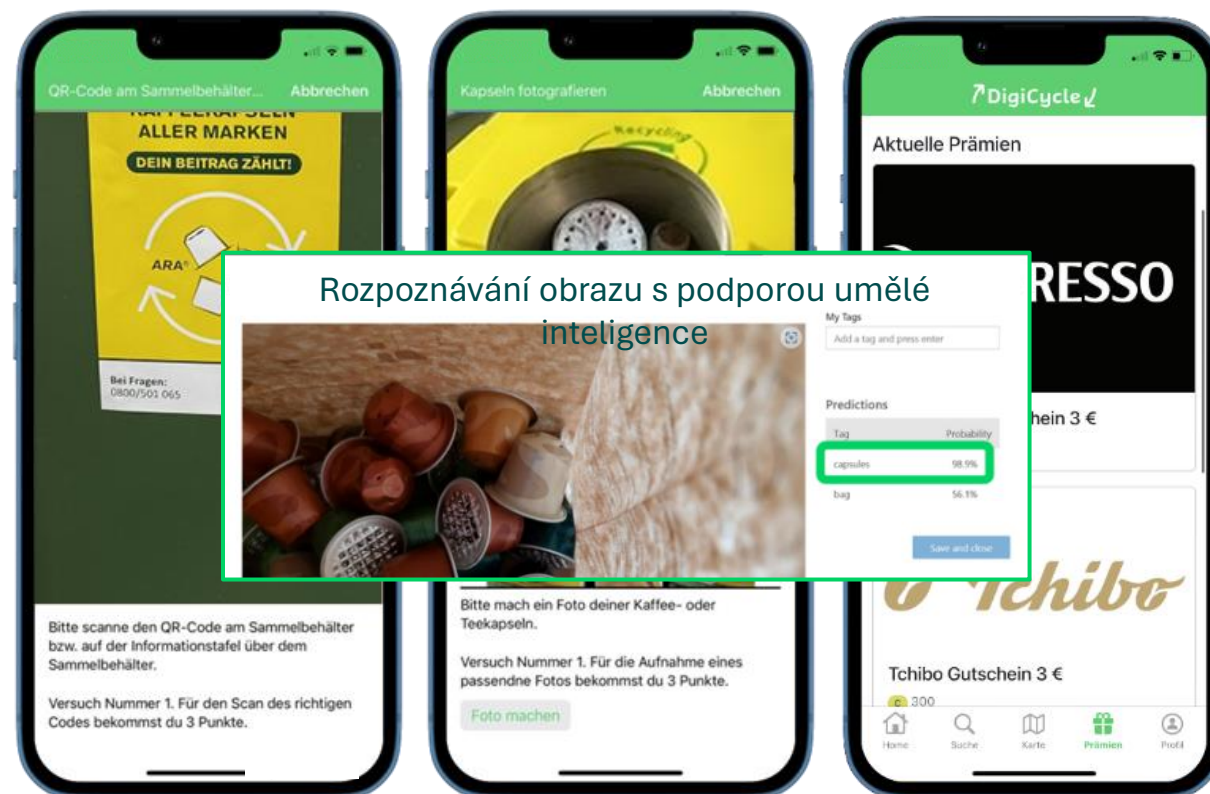 QR-Code am Sammelbehälter... Abbrechen
ALLER MARKEN
DEIN BEITRAG ZÄHLT!
ARA®
Bei Fragen:
0800/501 065
Bitte scanne den QR-Code am Sammelbehälter
bzw. auf der Informationstafel über dem
Sammelbehälter.
Versuch Nummer 1. Für den Scan des richtigen
Codes bekommst du 3 Punkte.
Kapseln fotografieren Abbrechen
Recycling
Rozpoznávání obrazu s podporou umělé
inteligence
My Tags
Add a tag and press enter
Predictions
Tag Probability
capsules 98.9%
bag 56.1%
Save and close
Bitte mach ein Foto deiner Kaffee- oder
Teekapseln.
Versuch Nummer 1. Für die Aufnahme eines
passendne Fotos bekommst du 3 Punkte.
Foto machen
DigiCycle
Aktuelle Prämien
RESSO
hein 3 €
Tchibo
Tchibo Gutschein 3 €
C 300
Home Suche Karte Prämien Profil